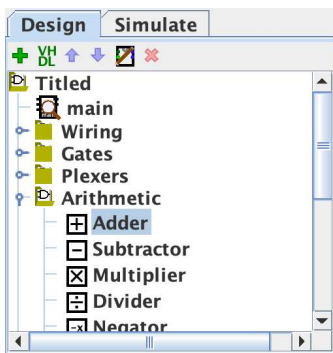 Design Simulate
VH
DL
Titled
main
Wiring
Gates
Plexers
Arithmetic
Adder
Subtractor
Multiplier
Divider
-x Negator